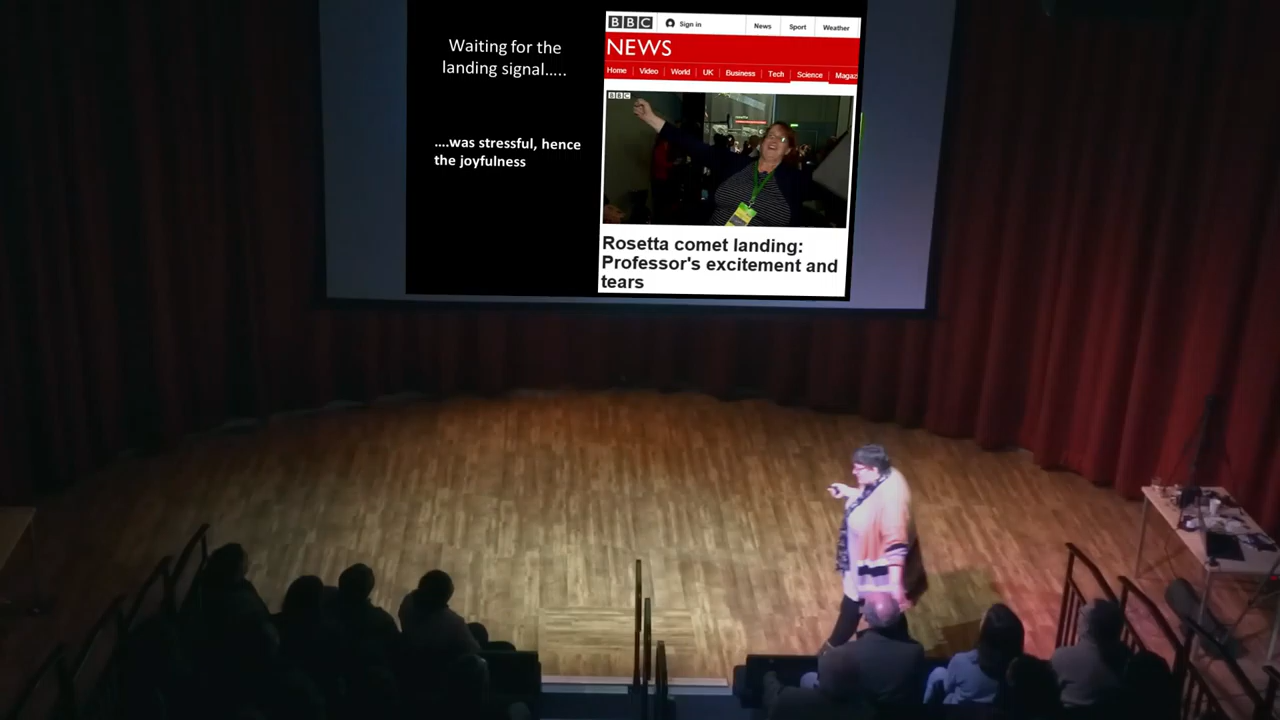 Waiting for the
landing signal.....
....was stressful, hence
the joyfulness
BBC Sign in News Sport Weather
NEWS
Home Video World UK Business Tech Science Magaz
BBC
Rosetta comet landing:
Professor's excitement and
tears